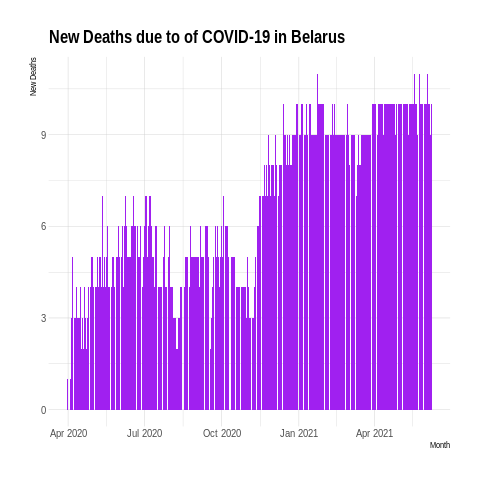 New Deaths due to of COVID-19 in Belarus
New Deaths
9
6
3
0
Apr 2020 Jul 2020 Oct 2020 Jan 2021 Apr 2021
Month